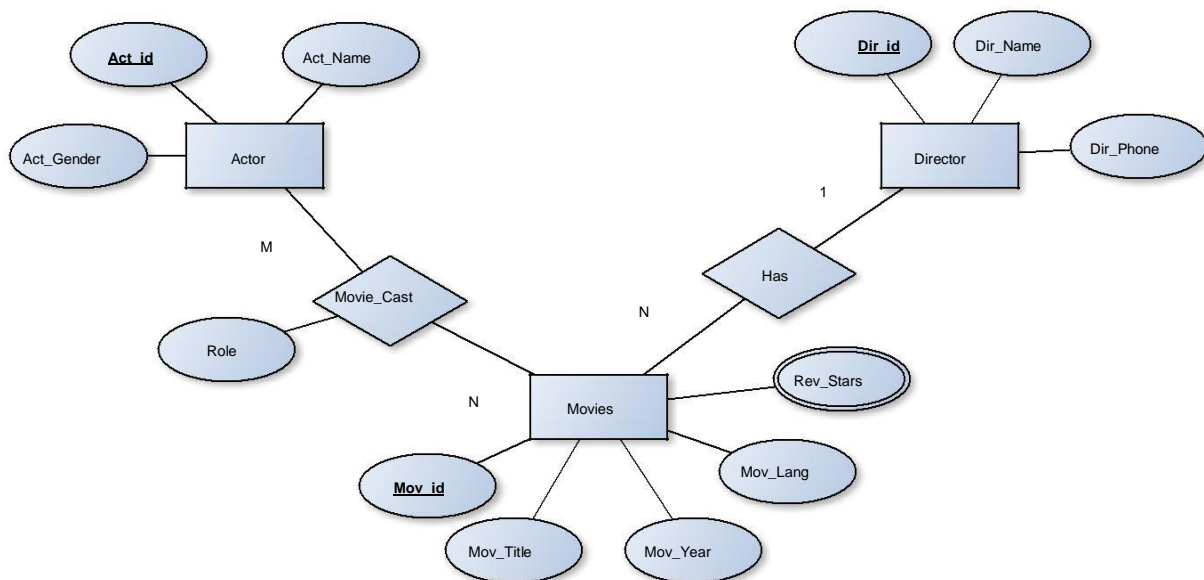 Act_id
Act_Name
Dir_id
Dir_Name
Act_Gender
Actor
Director
Dir_Phone
1
M
Has
Movie_Cast
N
Role
Rev_Stars
N
Movies
Mov_Lang
Mov_id
Mov_Title
Mov_Year